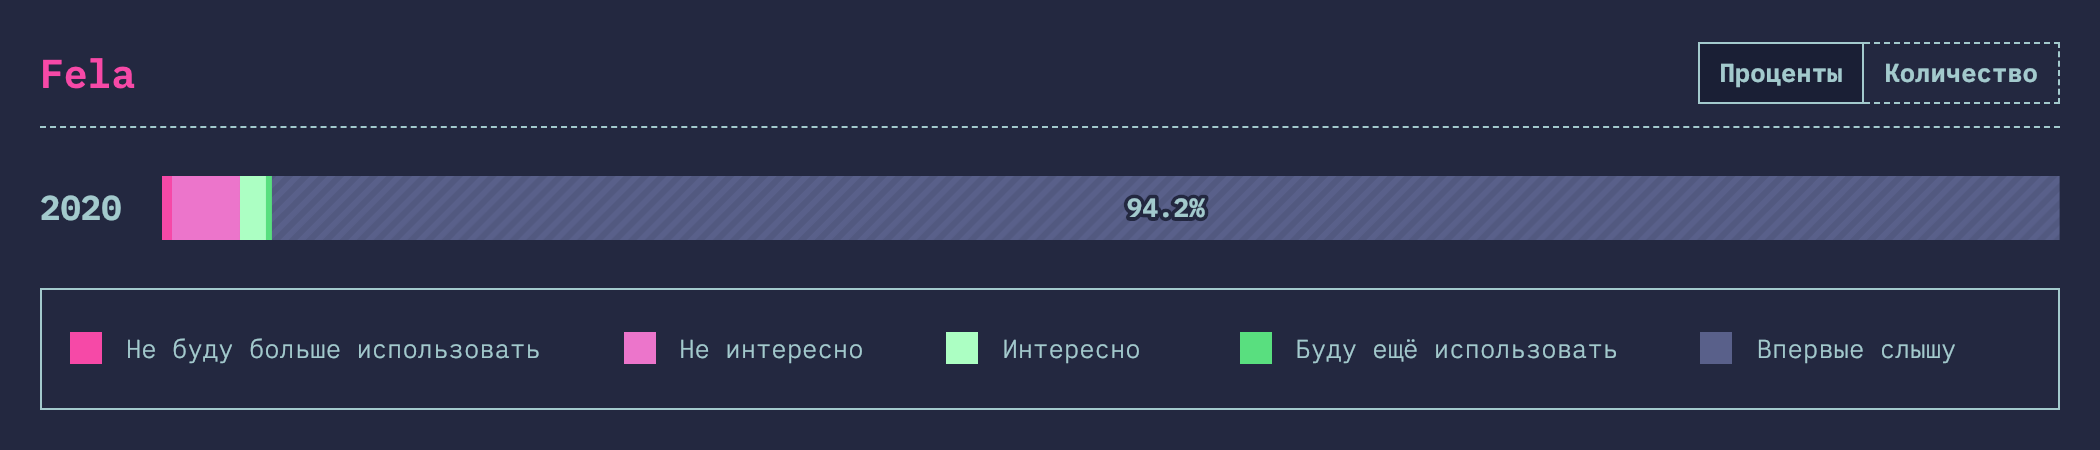 Fela
Проценты Количество
2020 94.2%
Не буду больше использовать Не интересно Интересно Буду ещё использовать Впервые слышу